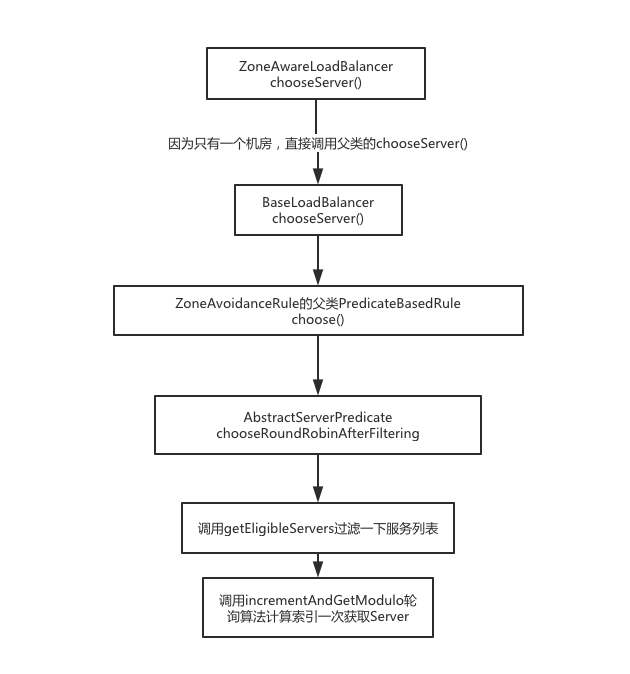 ZoneAwareLoadBalancer
chooseServer()
因为只有一个机房，直接调用父类的chooseServer()
BaseLoadBalancer
chooseServer()
ZoneAvoidanceRule的父类PredicateBasedRule
choose()
AbstractServerPredicate
chooseRoundRobinAfterFiltering
调用getEligibleServers过滤一下服务列表
调用incrementAndGetModulo轮
询算法计算索引一次获取Server